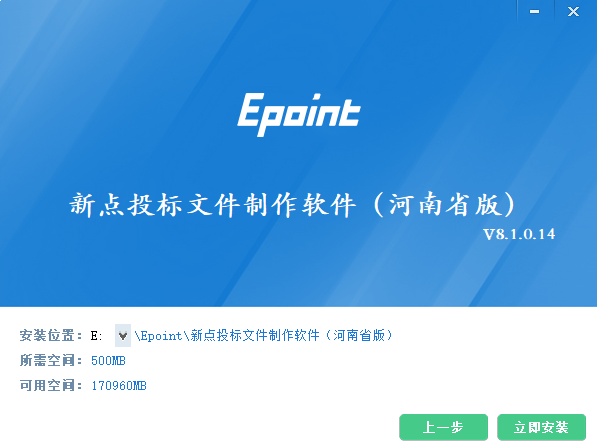 Epoint
新点投标文件制作软件（河南省版）
V8.1.0.14
安装位置：E: \Epoint\新点投标文件制作软件（河南省版）
所需空间：500MB
可用空间：170960MB
上一步 立即安装